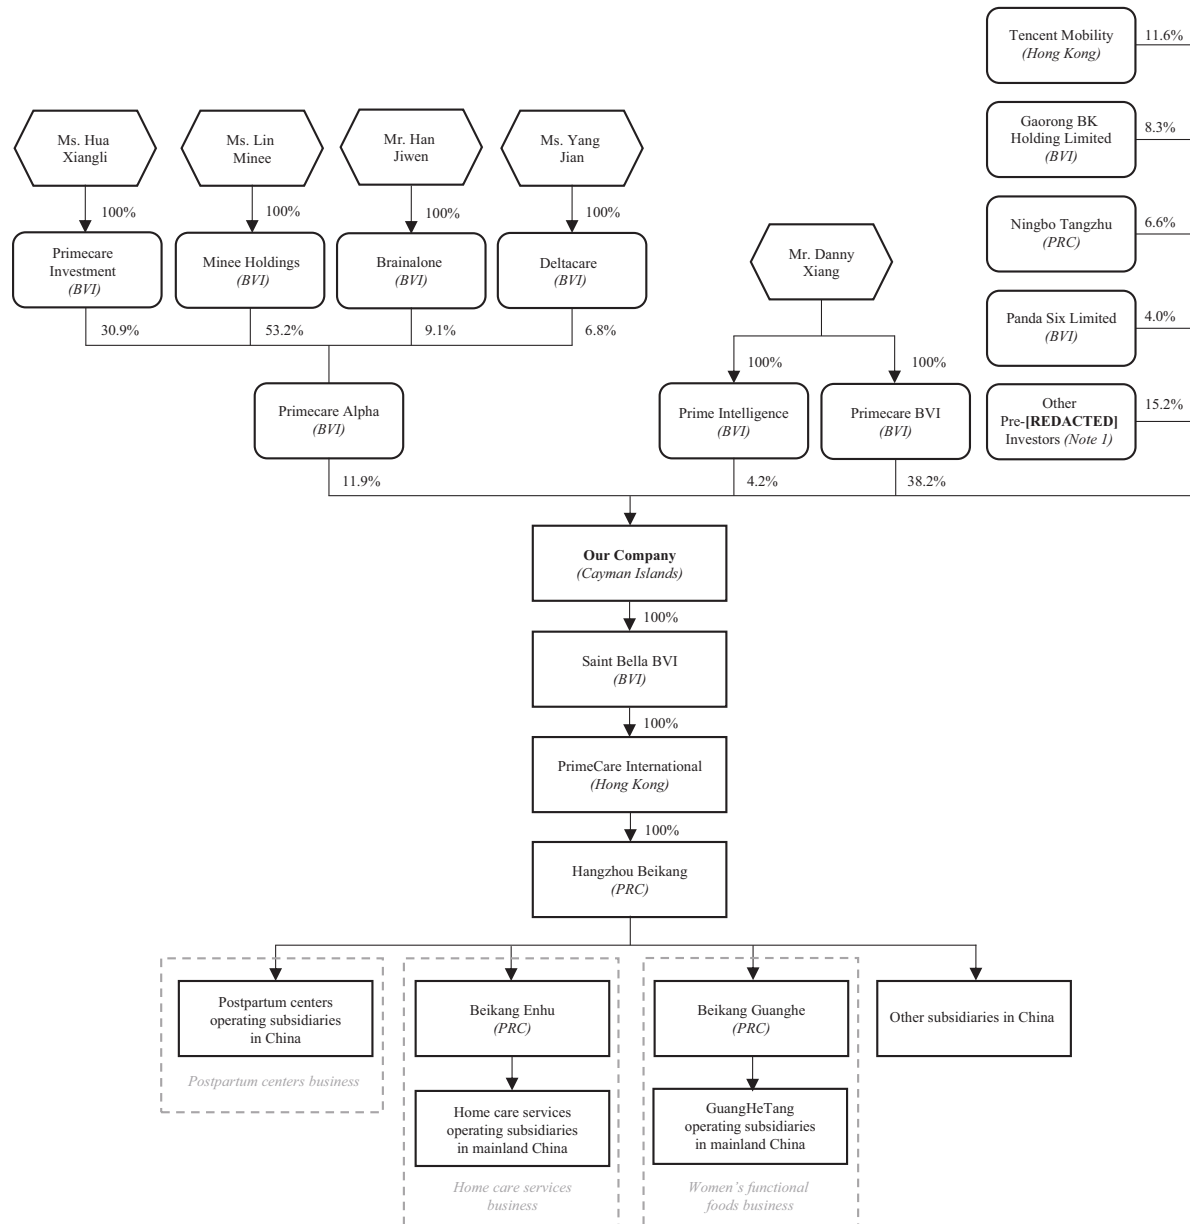 Tencent Mobility
(Hong Kong)
11.6%
Gaorong BK
Holding Limited
(BVI)
8.3%
Ningbo Tangzhu
(PRC)
6.6%
Panda Six Limited
(BVI)
4.0%
Other
Pre-[REDACTED]
Investors (Note 1)
15.2%
Ms. Hua
Xiangli
Ms. Lin
Minee
Mr. Han
Jiwen
Ms. Yang
Jian
100%
100%
100%
100%
Primecare
Investment
(BVI)
Minee Holdings
(BVI)
Brainalone
(BVI)
Deltacare
(BVI)
30.9%
53.2%
9.1%
6.8%
Mr. Danny
Xiang
100%
100%
Primecare Alpha
(BVI)
Prime Intelligence
(BVI)
Primecare BVI
(BVI)
11.9%
4.2%
38.2%
Our Company
(Cayman Islands)
100%
Saint Bella BVI
(BVI)
100%
PrimeCare International
(Hong Kong)
100%
Hangzhou Beikang
(PRC)
Postpartum centers
operating subsidiaries
in China
Postpartum centers business
Beikang Enhu
(PRC)
Home care services
operating subsidiaries
in mainland China
Home care services
business
Beikang Guanghe
(PRC)
GuangHeTang
operating subsidiaries
in mainland China
Women's functional
foods business
Other subsidiaries in China